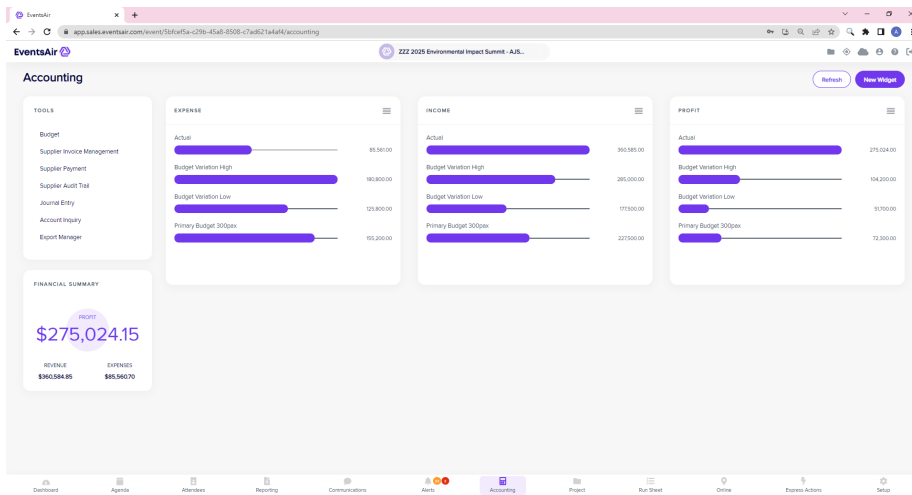 EventsAir
app.sales.eventsair.com/event/5bfcef5a-c29b-45a8-8508-c7ad621a4af4/accounting
EventsAir
ZZZ 2025 Environmental Impact Summit - AJS...
Accounting
Refresh
New Widget
TOOLS
Budget
Supplier Invoice Management
Supplier Payment
Supplier Audit Trail
Journal Entry
Account Inquiry
Export Manager
FINANCIAL SUMMARY
PROFIT
$275,024.15
REVENUE EXPENSES
$360,584.85 $85,560.70
EXPENSE
Actual
85,561.00
Budget Variation High
180,800.00
Budget Variation Low
125,800.00
Primary Budget 300pax
155,200.00
INCOME
Actual
360,585.00
Budget Variation High
285,000.00
Budget Variation Low
177,500.00
Primary Budget 300pax
227,500.00
PROFIT
Actual
275,024.00
Budget Variation High
104,200.00
Budget Variation Low
51,700.00
Primary Budget 300pax
72,300.00
Dashboard Agenda Attendees Reporting Communications Alerts Accounting Project Run Sheet Online Express Actions Setup